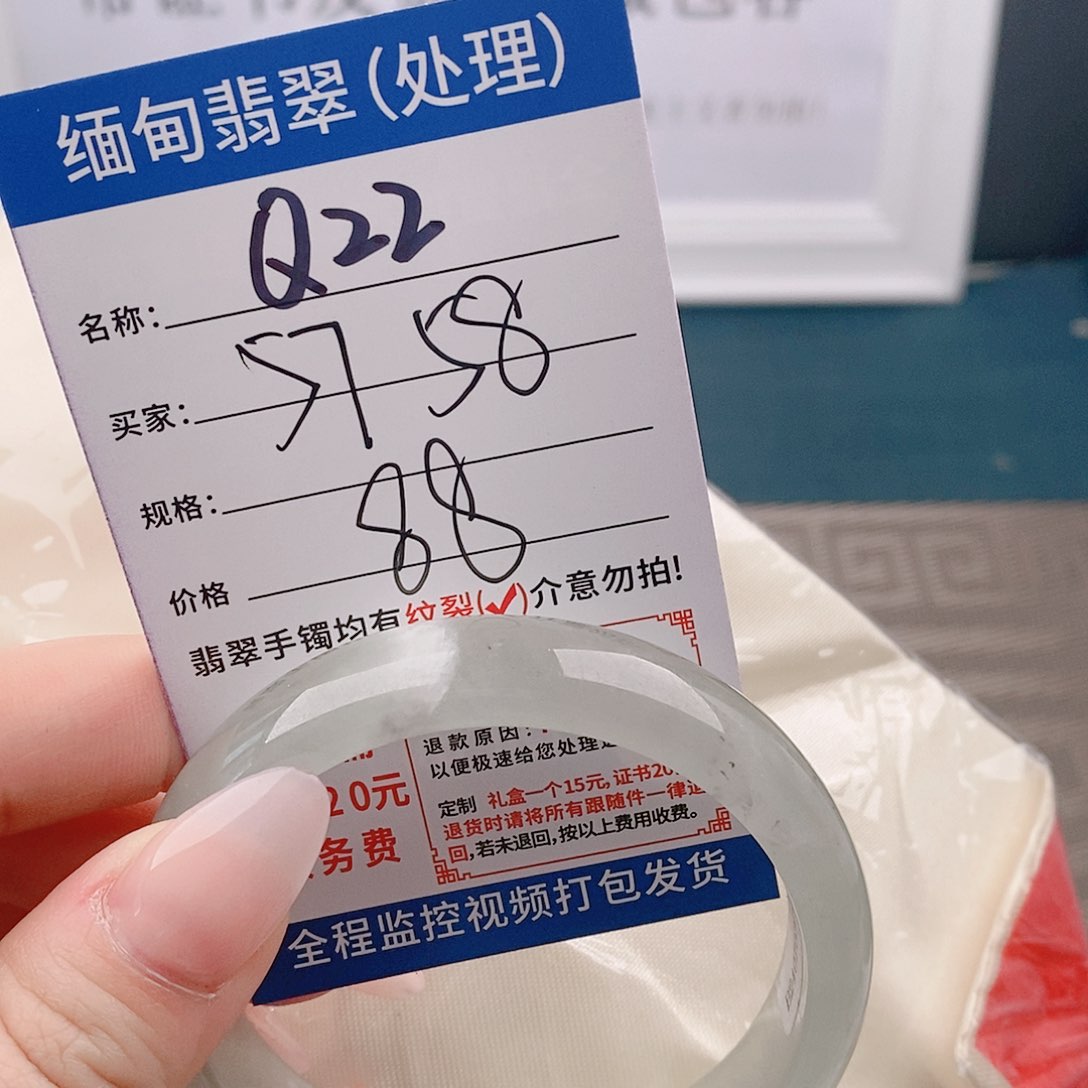 缅甸翡翠(处理)
名称: Q22
买家: 57 58
规格:
价格 88
翡翠手镯均有纹裂(✓)介意勿拍!
退款原因:
以便极速给您处理
20元
务费
定制 礼盒一个15元,证书20
退货时请将所有跟随件一律
回,若未退回,按以上费用收费。
全程监控视频打包发货